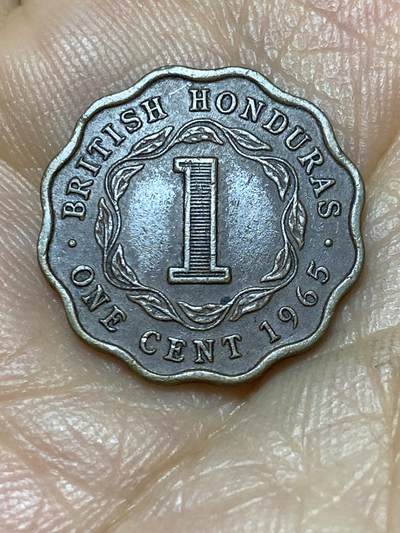 · BRITISH HONDURAS ·
1
ONE CENT 1965